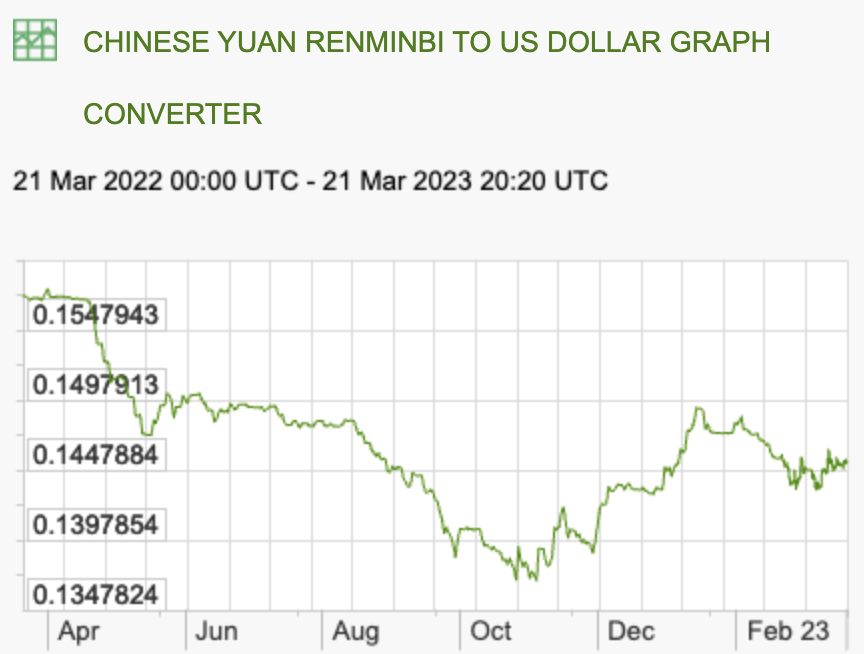 CHINESE YUAN RENMINBI TO US DOLLAR GRAPH
CONVERTER
21 Mar 2022 00:00 UTC - 21 Mar 2023 20:20 UTC
0.1547943
0.1497913
0.1447884
0.1397854
0.1347824
Apr Jun Aug Oct Dec Feb 23